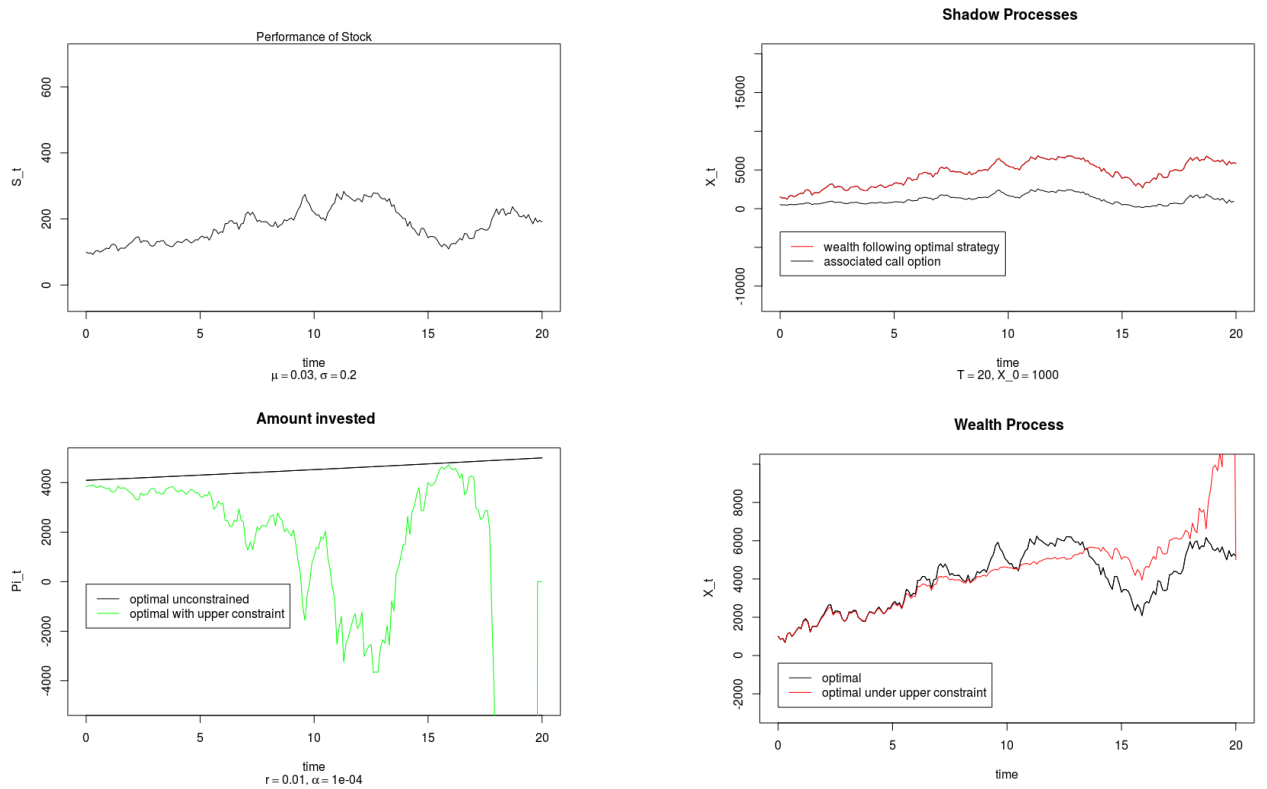 Performance of Stock
S_t
600
400
200
0
0 5 10 15 20
time
μ = 0.03, σ = 0.2
Shadow Processes
X_t
15000
5000
0
-10000
wealth following optimal strategy
associated call option
0 5 10 15 20
time
T = 20, X_0 = 1000
Amount invested
Pi_t
4000
2000
0
-2000
-4000
optimal unconstrained
optimal with upper constraint
0 5 10 15 20
time
r = 0.01, α = 1e-04
Wealth Process
X_t
8000
6000
4000
2000
0
-2000
optimal
optimal under upper constraint
0 5 10 15 20
time